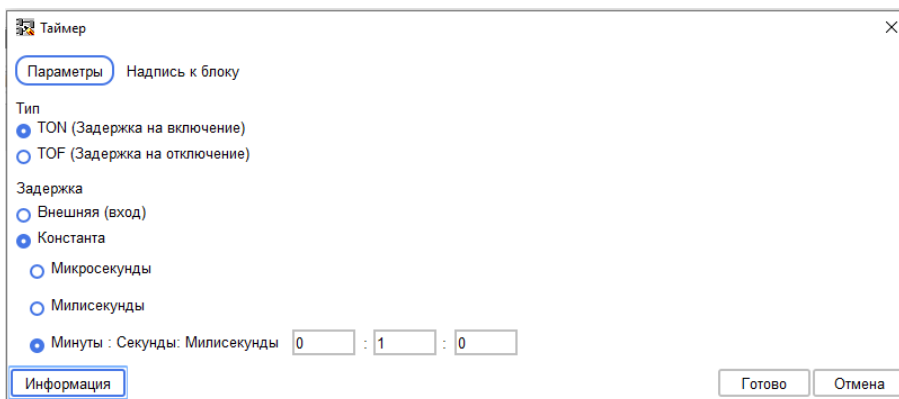 Таймер
Параметры Надпись к блоку
Тип
TON (Задержка на включение)
TOF (Задержка на отключение)
Задержка
Внешняя (вход)
Константа
Микросекунды
Милисекунды
Минуты : Секунды: Милисекунды 0 : 1 : 0
Информация Готово Отмена